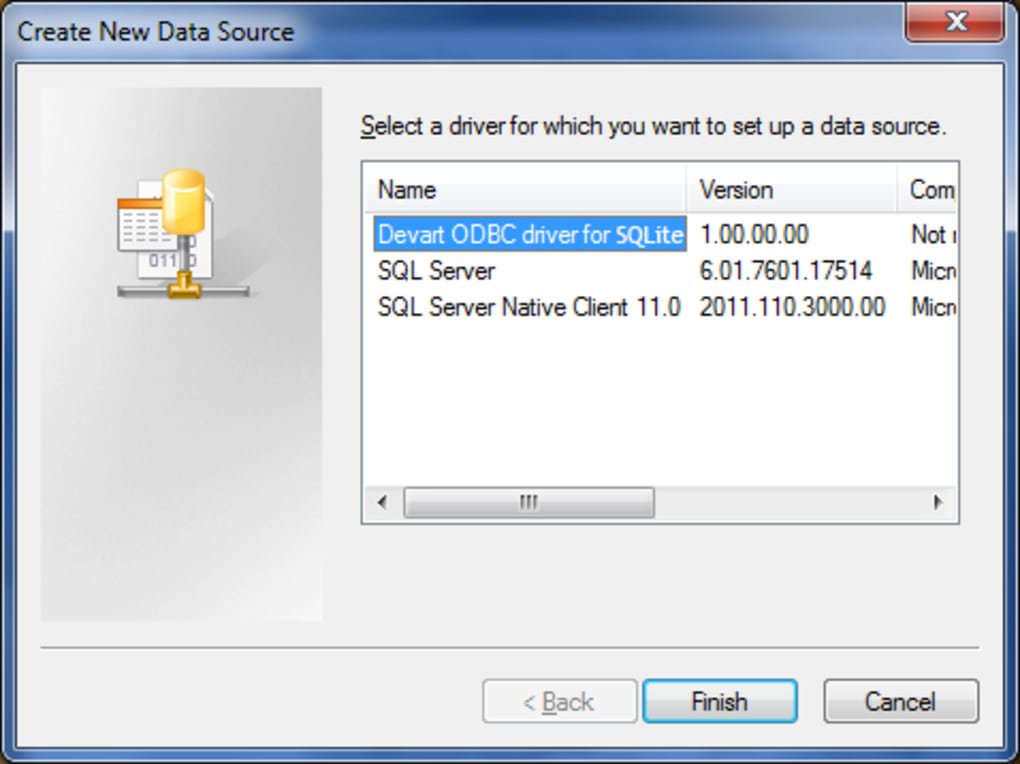 Create New Data Source
Select a driver for which you want to set up a data source.
Name Version Com
Devart ODBC driver for SQLite 1.00.00.00 Not
SQL Server 6.01.7601.17514 Micr
SQL Server Native Client 11.0 2011.110.3000.00 Micr
< Back Finish Cancel